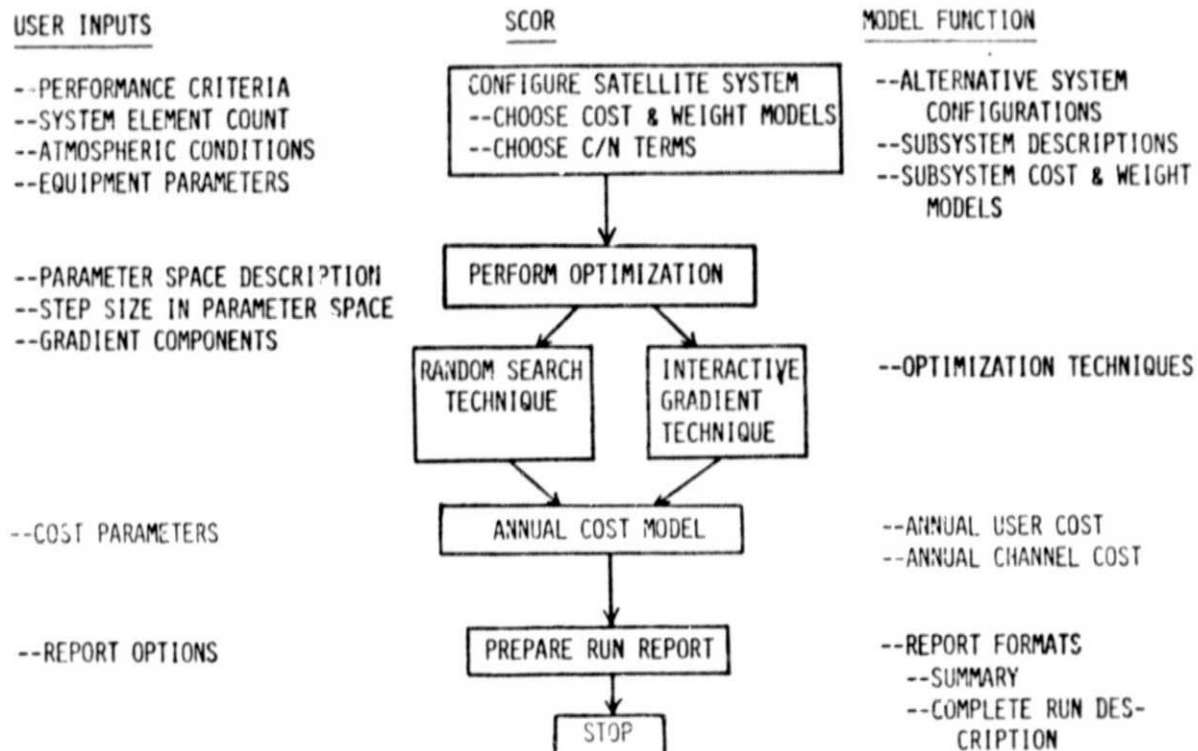 USER INPUTS
SCOR
MODEL FUNCTION
--PERFORMANCE CRITERIA
--SYSTEM ELEMENT COUNT
--ATMOSPHERIC CONDITIONS
--EQUIPMENT PARAMETERS
CONFIGURE SATELLITE SYSTEM
--CHOOSE COST & WEIGHT MODELS
--CHOOSE C/N TERMS
--ALTERNATIVE SYSTEM
CONFIGURATIONS
--SUBSYSTEM DESCRIPTIONS
--SUBSYSTEM COST & WEIGHT
MODELS
--PARAMETER SPACE DESCRIPTION
--STEP SIZE IN PARAMETER SPACE
--GRADIENT COMPONENTS
PERFORM OPTIMIZATION
RANDOM SEARCH
TECHNIQUE
INTERACTIVE
GRADIENT
TECHNIQUE
--OPTIMIZATION TECHNIQUES
--COST PARAMETERS
ANNUAL COST MODEL
--ANNUAL USER COST
--ANNUAL CHANNEL COST
--REPORT OPTIONS
PREPARE RUN REPORT
--REPORT FORMATS
--SUMMARY
--COMPLETE RUN DES-
CRIPTION
STOP